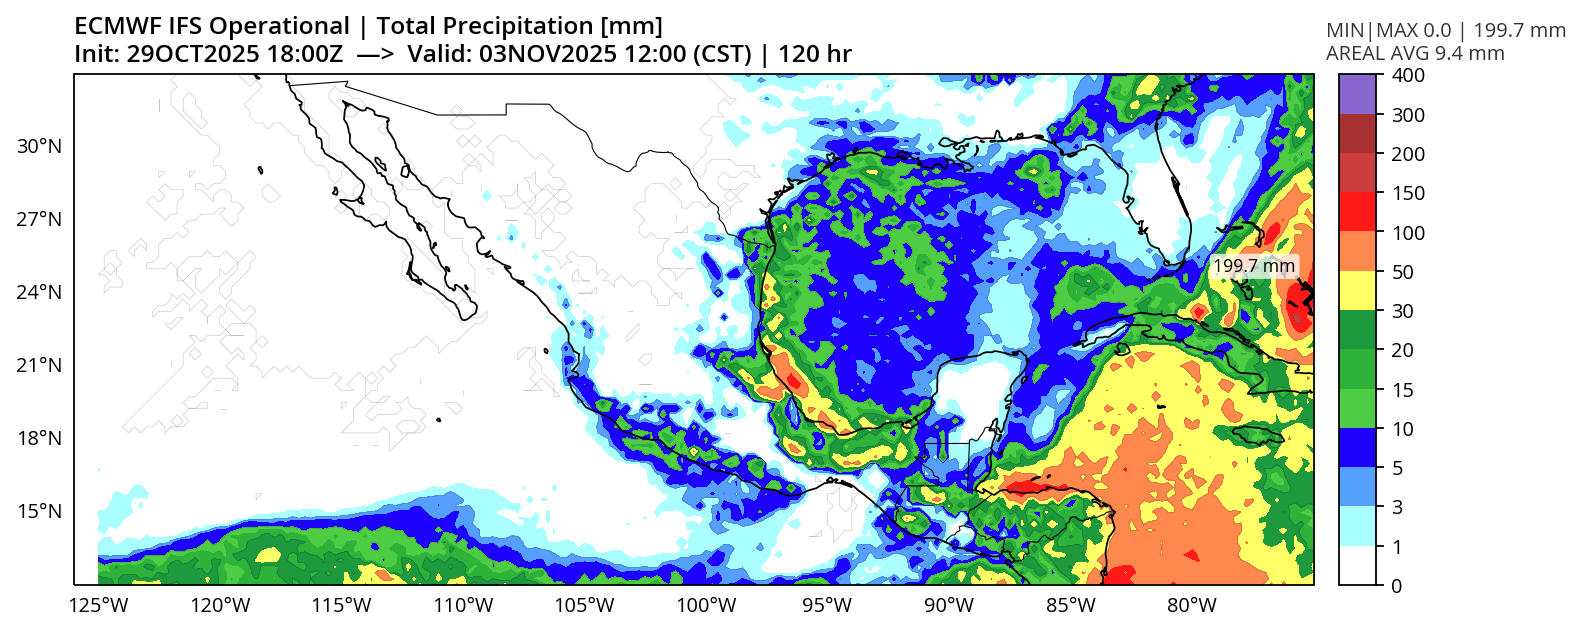 ECMWF IFS Operational | Total Precipitation [mm]
Init: 29OCT2025 18:00Z —> Valid: 03NOV2025 12:00 (CST) | 120 hr
MIN|MAX 0.0 | 199.7 mm
AREAL AVG 9.4 mm
400
300
200
150
100
50
30
20
15
10
5
3
1
0
30°N
27°N
24°N
21°N
18°N
15°N
199.7 mm
125°W 120°W 115°W 110°W 105°W 100°W 95°W 90°W 85°W 80°W